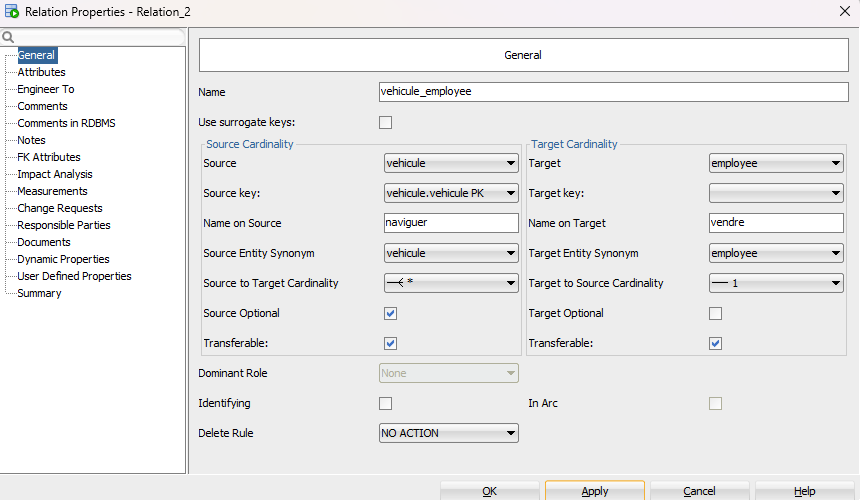 Relation Properties - Relation_2
General
Attributes
Engineer To
Comments
Comments in RDBMS
Notes
FK Attributes
Impact Analysis
Measurements
Change Requests
Responsible Parties
Documents
Dynamic Properties
User Defined Properties
Summary
General
Name vehicule_employee
Use surrogate keys:
Source Cardinality
Source vehicule
Source key: vehicule.vehicule PK
Name on Source naviguer
Source Entity Synonym vehicule
Source to Target Cardinality *
Source Optional
Transferable:
Target Cardinality
Target employee
Target key:
Name on Target vendre
Target Entity Synonym employee
Target to Source Cardinality 1
Target Optional
Transferable:
Dominant Role None
Identifying In Arc
Delete Rule NO ACTION
OK Apply Cancel Help